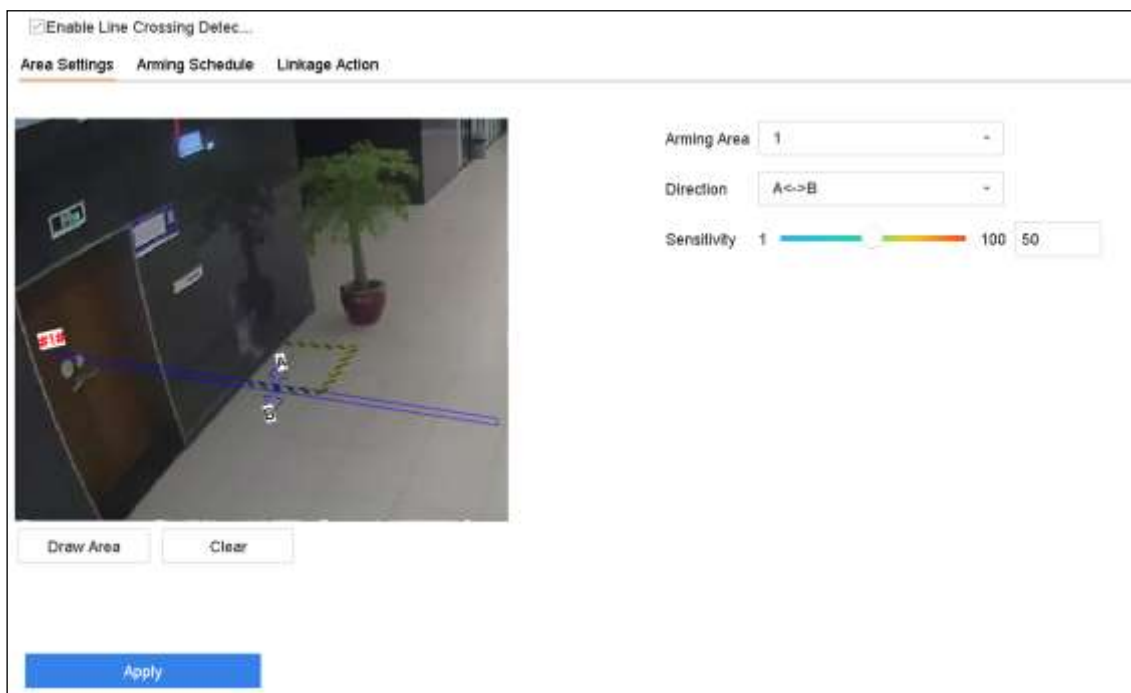 Enable Line Crossing Detec...
Area Settings Arming Schedule Linkage Action
Arming Area 1
Direction A<->B
Sensitivity 1 100 50
#1#
A
B
Draw Area Clear
Apply